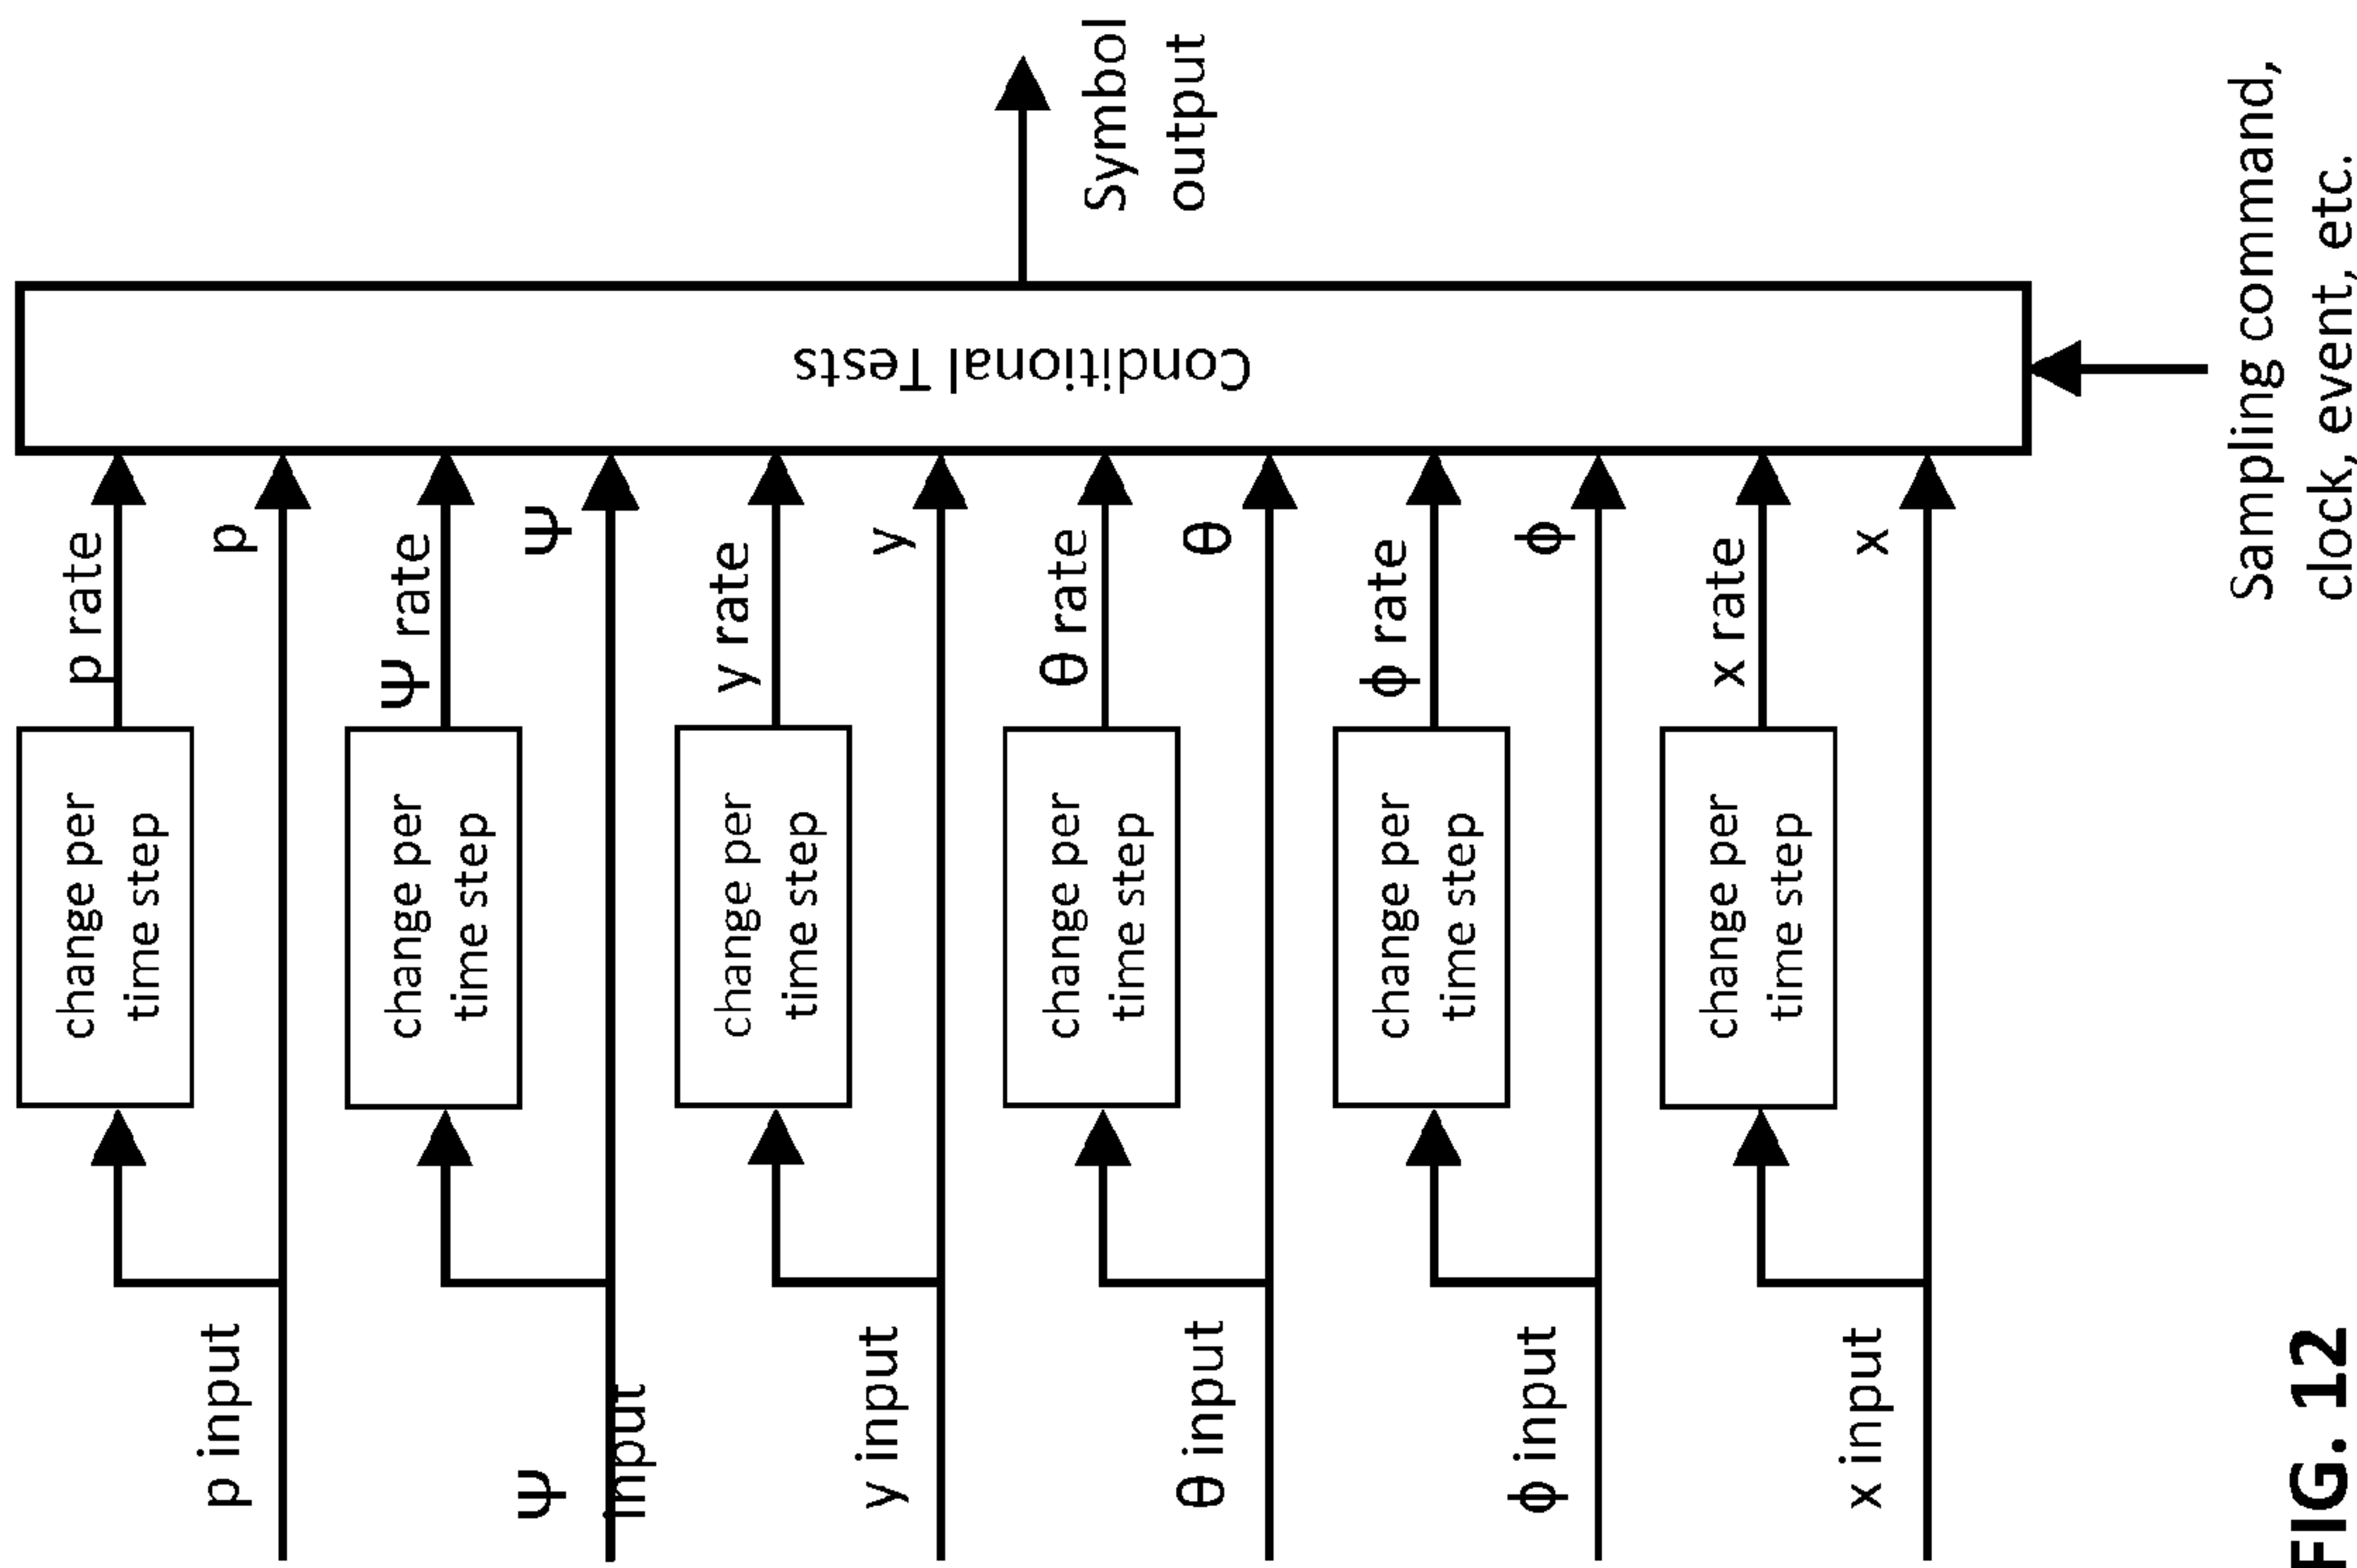 p input
change per
time step
p rate
p
Ψ
input
change per
time step
Ψ rate
Ψ
y input
change per
time step
y rate
y
θ input
change per
time step
θ rate
θ
ϕ input
change per
time step
ϕ rate
ϕ
x input
change per
time step
x rate
x
Conditional Tests
Symbol
output
Sampling command,
clock, event, etc.
FIG. 12